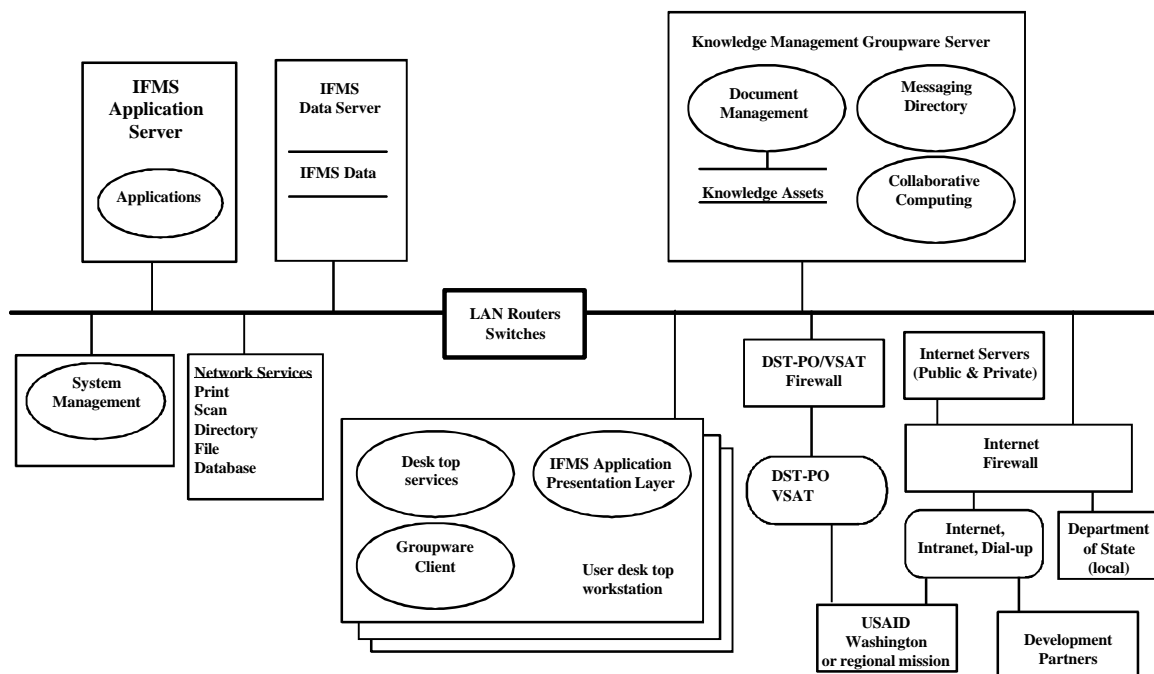 IFMS
Application
Server
Applications
IFMS
Data Server
IFMS Data
Knowledge Management Groupware Server
Document
Management
Messaging
Directory
Knowledge Assets
Collaborative
Computing
LAN Routers
Switches
System
Management
Network Services
Print
Scan
Directory
File
Database
Desk top
services
IFMS Application
Presentation Layer
Groupware
Client
User desk top
workstation
DST-PO/VSAT
Firewall
Internet Servers
(Public & Private)
Internet
Firewall
DST-PO
VSAT
Internet,
Intranet, Dial-up
Department
of State
(local)
USAID
Washington
or regional mission
Development
Partners